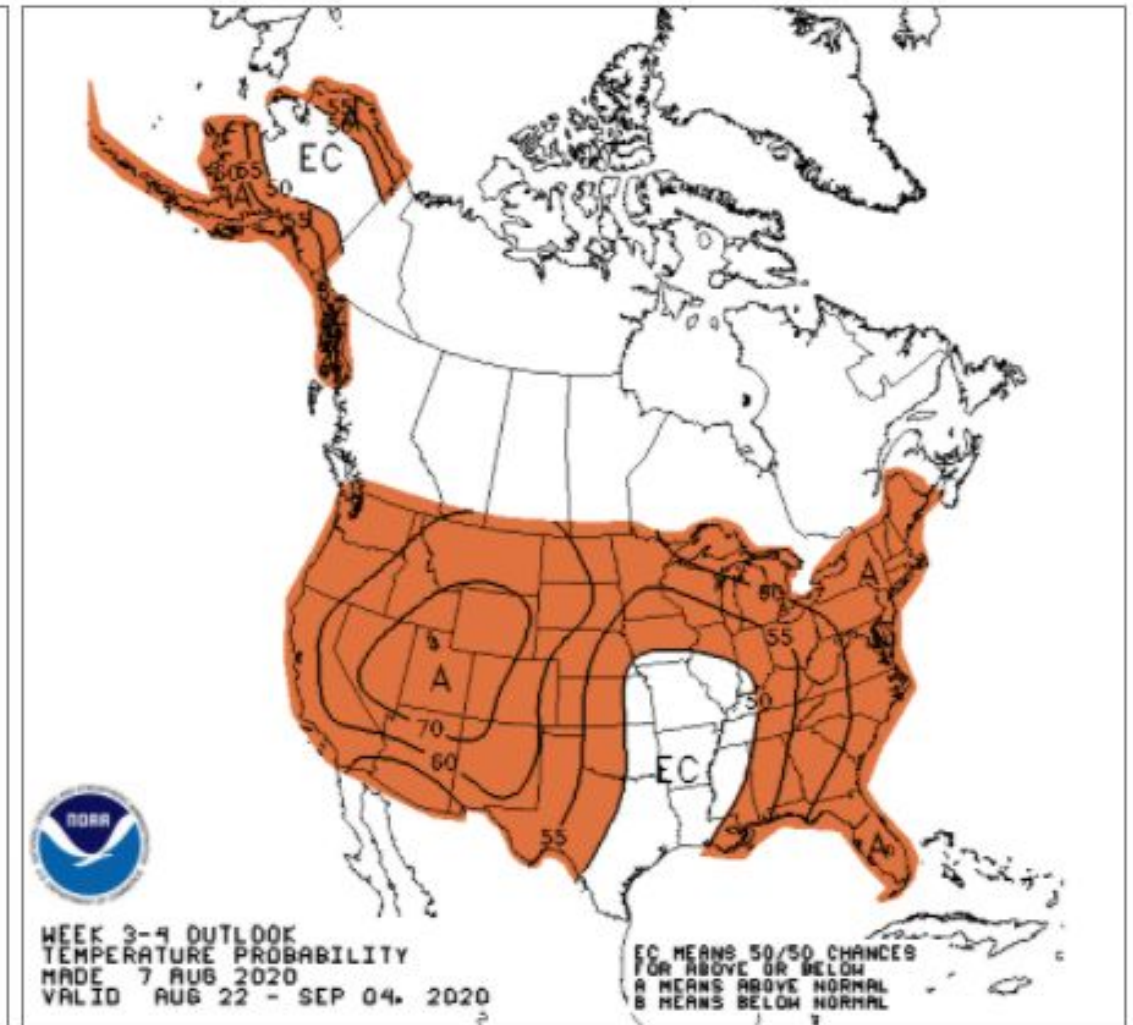 55
50
EC
60 65
A 50
55
A
60
55
A
50
70
EC
60
55
A
NOAA
WEEK 3-4 OUTLOOK
TEMPERATURE PROBABILITY
MADE 7 AUG 2020
VALID AUG 22 - SEP 04, 2020
EC MEANS 50/50 CHANCES
FOR ABOVE OR BELOW
A MEANS ABOVE NORMAL
B MEANS BELOW NORMAL